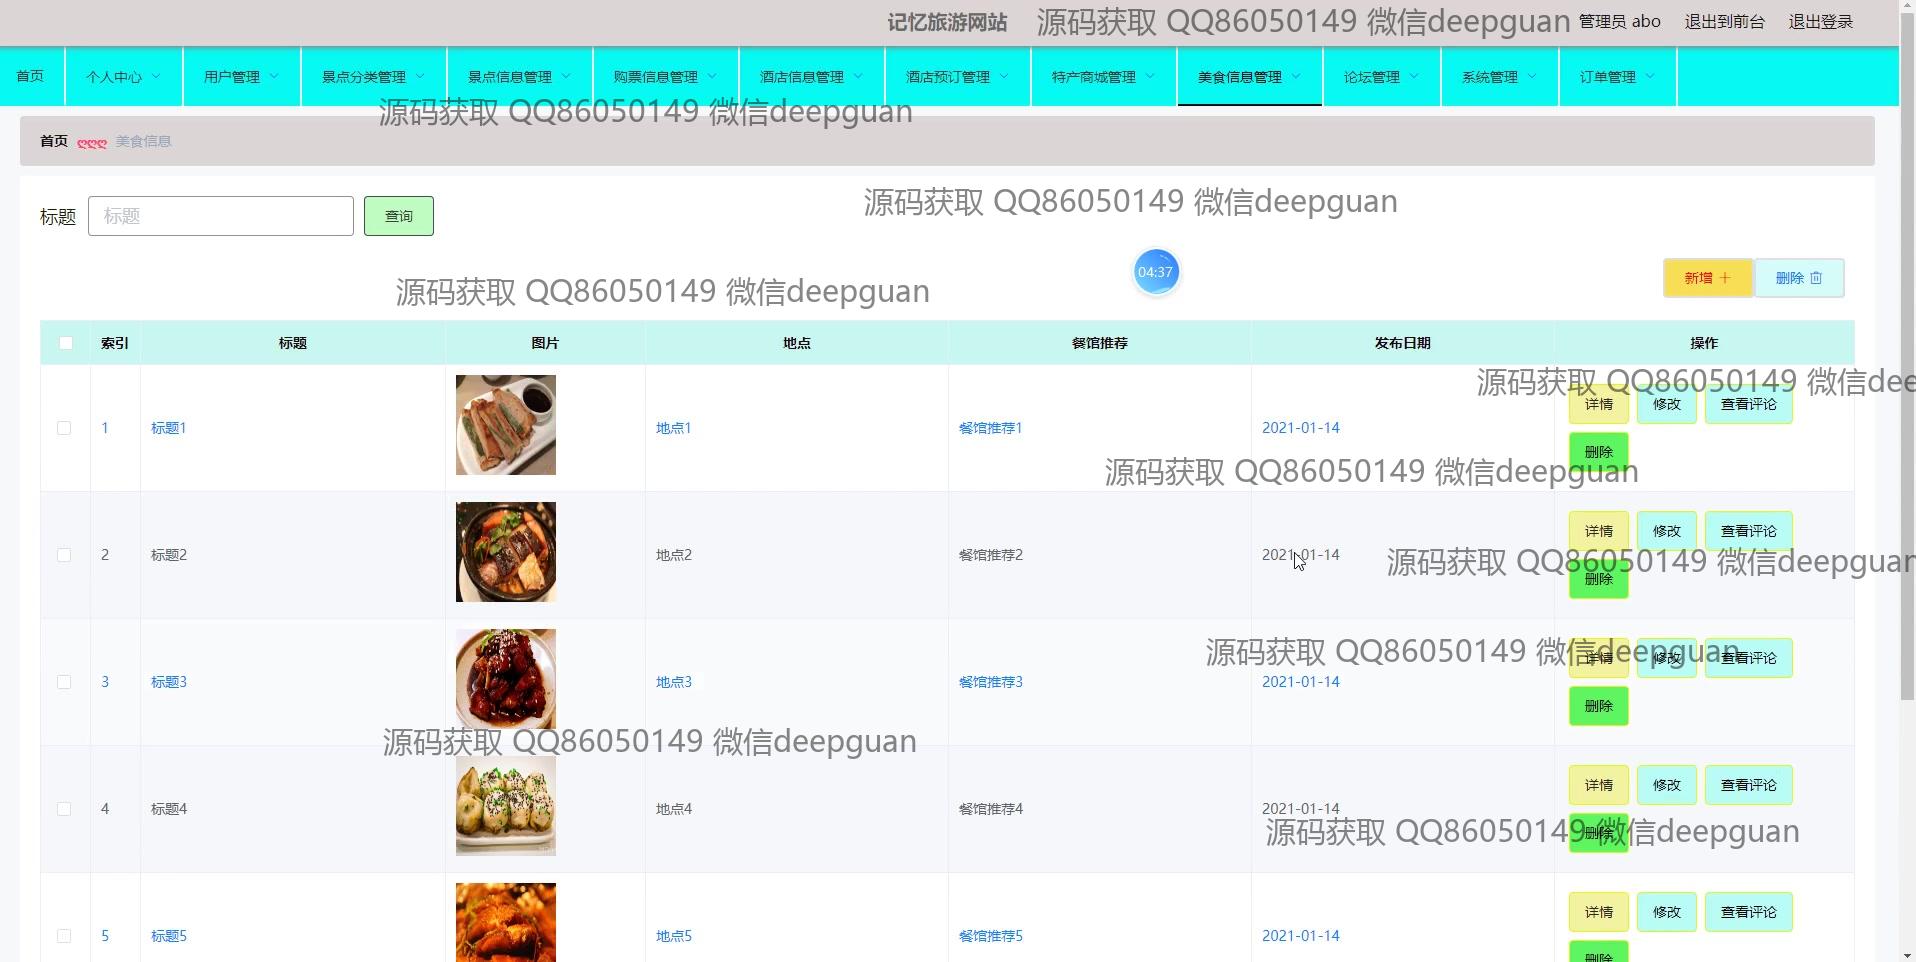 记忆旅游网站 源码获取 QQ86050149 微信deepguan 管理员 abo 退出到前台 退出登录
首页 个人中心 用户管理 景点分类管理 景点信息管理 购票信息管理 酒店信息管理 酒店预订管理 特产商城管理 美食信息管理 论坛管理 系统管理 订单管理
源码获取 QQ86050149 微信deepguan
首页 ღღღ 美食信息
源码获取 QQ86050149 微信deepguan
标题 标题 查询
04:37
新增 删除
源码获取 QQ86050149 微信deepguan
索引 标题 图片 地点 餐馆推荐 发布日期 操作
源码获取 QQ86050149 微信dee
1 标题1 地点1 餐馆推荐1 2021-01-14 详情 修改 查看评论
删除
源码获取 QQ86050149 微信deepguan
2 标题2 地点2 餐馆推荐2 2021-01-14 详情 修改 查看评论
源码获取 QQ86050149 微信deepguan
删除
源码获取 QQ86050149 微信deepguan
3 标题3 地点3 餐馆推荐3 2021-01-14 详情 修改 查看评论
删除
源码获取 QQ86050149 微信deepguan
4 标题4 地点4 餐馆推荐4 2021-01-14 详情 修改 查看评论
源码获取 QQ86050149 微信deepguan
删除
5 标题5 地点5 餐馆推荐5 2021-01-14 详情 修改 查看评论
删除